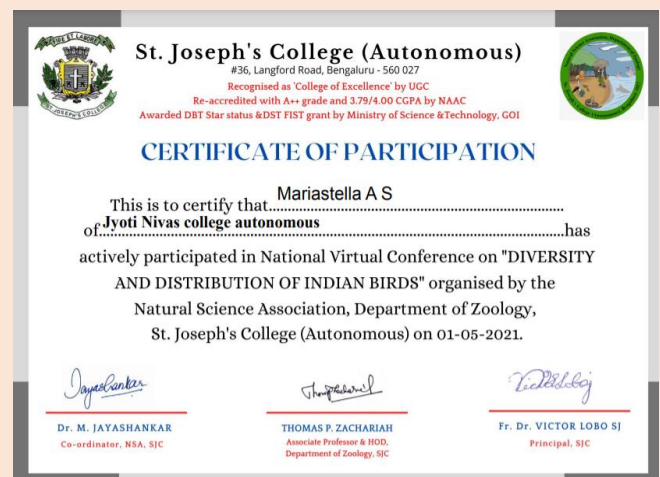 St. Joseph's College (Autonomous)
#36, Langford Road, Bengaluru - 560 027
Recognised as 'College of Excellence' by UGC
Re-accredited with A++ grade and 3.79/4.00 CGPA by NAAC
Awarded DBT Star status &DST FIST grant by Ministry of Science &Technology, GOI
CERTIFICATE OF PARTICIPATION
This is to certify that Mariastella A S
of Jyoti Nivas college autonomous has
actively participated in National Virtual Conference on "DIVERSITY
AND DISTRIBUTION OF INDIAN BIRDS" organised by the
Natural Science Association, Department of Zoology,
St. Joseph's College (Autonomous) on 01-05-2021.
Dr. M. JAYASHANKAR
Co-ordinator, NSA, SJC
THOMAS P. ZACHARIAH
Associate Professor & HOD,
Department of Zoology, SJC
Fr. Dr. VICTOR LOBO SJ
Principal, SJC